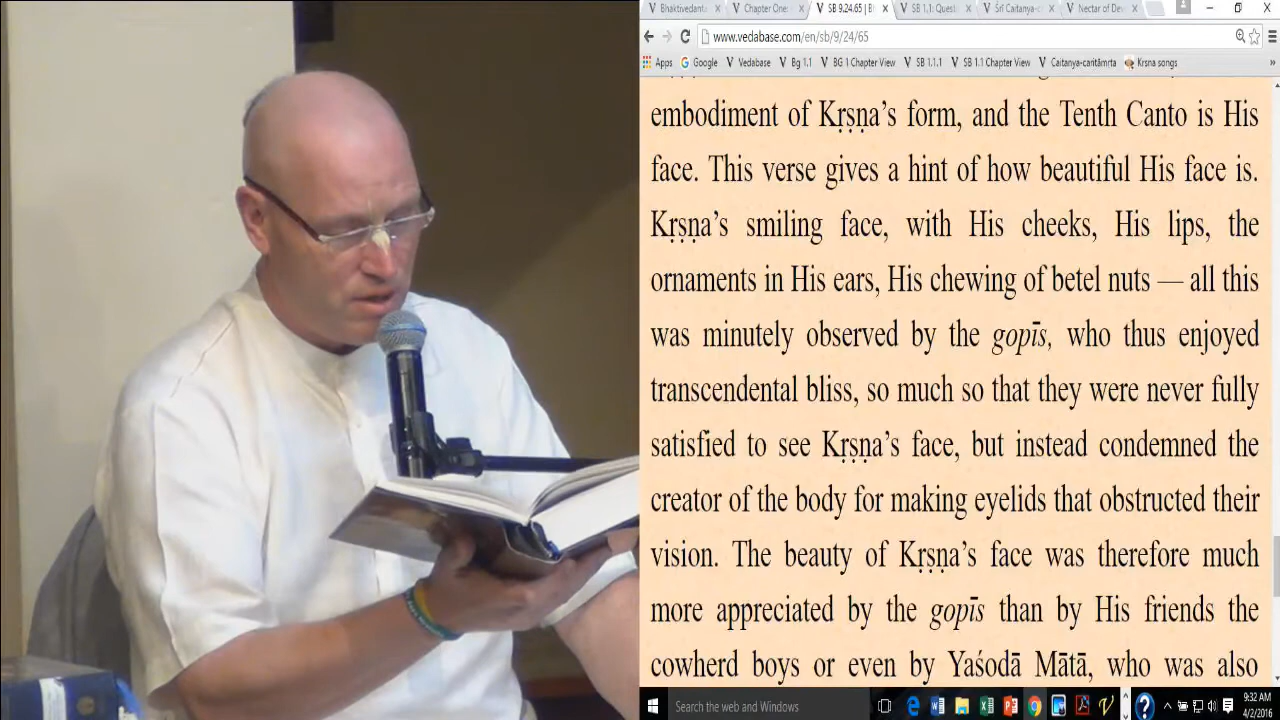 Bhaktivedant
Chapter One:
SB 9.24.65 | B
SB 1.1: Quest
Śrī Caitanya-c
Nectar of Dev
www.vedabase.com/en/sb/9/24/65
Apps Google Vedabase Bg 1.1 BG 1 Chapter View SB 1.1.1 SB 1.1 Chapter View Caitanya-caritāmṛta Krsna songs »
embodiment of Kṛṣṇa’s form, and the Tenth Canto is His
face. This verse gives a hint of how beautiful His face is.
Kṛṣṇa’s smiling face, with His cheeks, His lips, the
ornaments in His ears, His chewing of betel nuts — all this
was minutely observed by the gopīs, who thus enjoyed
transcendental bliss, so much so that they were never fully
satisfied to see Kṛṣṇa’s face, but instead condemned the
creator of the body for making eyelids that obstructed their
vision. The beauty of Kṛṣṇa’s face was therefore much
more appreciated by the gopīs than by His friends the
cowherd boys or even by Yaśodā Mātā, who was also
Search the web and Windows
9:32 AM
4/2/2016